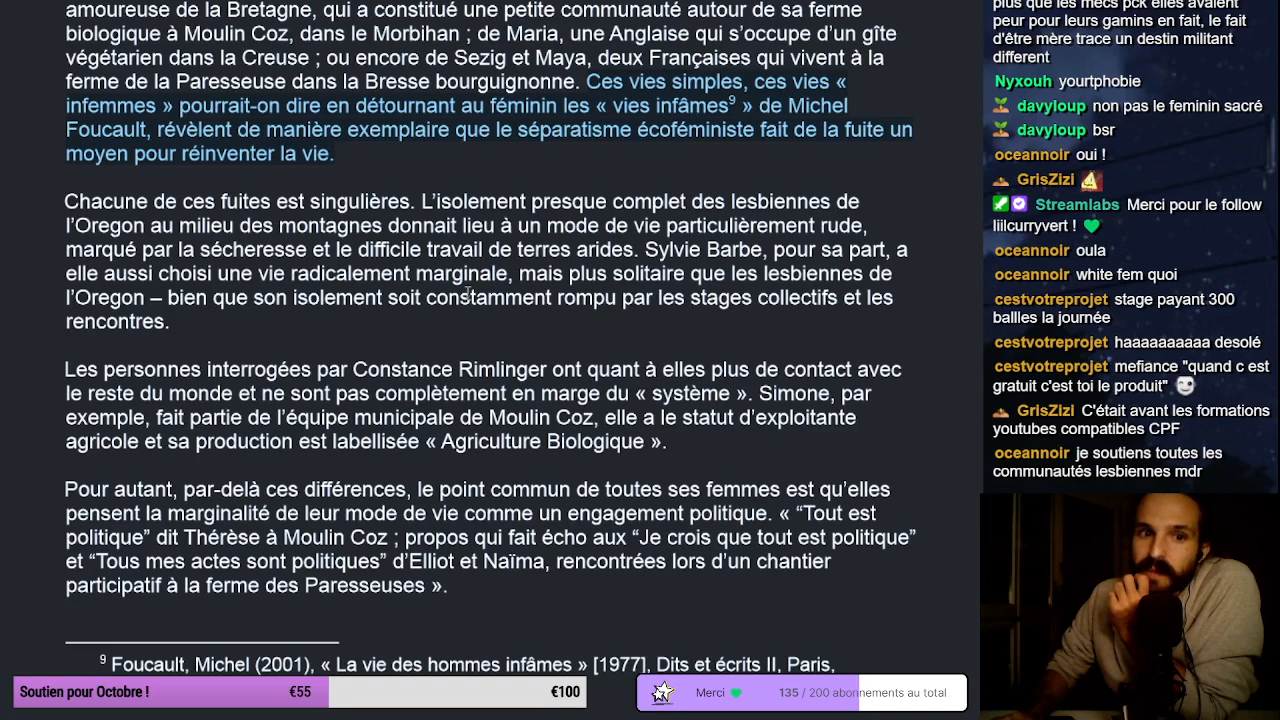 amoureuse de la Bretagne, qui a constitué une petite communauté autour de sa ferme
biologique à Moulin Coz, dans le Morbihan ; de Maria, une Anglaise qui s’occupe d’un gîte
végétarien dans la Creuse ; ou encore de Sezig et Maya, deux Françaises qui vivent à la
ferme de la Paresseuse dans la Bresse bourguignonne. Ces vies simples, ces vies «
infemmes » pourrait-on dire en détournant au féminin les « vies infâmes⁹ » de Michel
Foucault, révèlent de manière exemplaire que le séparatisme écoféministe fait de la fuite un
moyen pour réinventer la vie.
Chacune de ces fuites est singulières. L’isolement presque complet des lesbiennes de
l’Oregon au milieu des montagnes donnait lieu à un mode de vie particulièrement rude,
marqué par la sécheresse et le difficile travail de terres arides. Sylvie Barbe, pour sa part, a
elle aussi choisi une vie radicalement marginale, mais plus solitaire que les lesbiennes de
l’Oregon – bien que son isolement soit constamment rompu par les stages collectifs et les
rencontres.
Les personnes interrogées par Constance Rimlinger ont quant à elles plus de contact avec
le reste du monde et ne sont pas complètement en marge du « système ». Simone, par
exemple, fait partie de l’équipe municipale de Moulin Coz, elle a le statut d’exploitante
agricole et sa production est labellisée « Agriculture Biologique ».
Pour autant, par-delà ces différences, le point commun de toutes ses femmes est qu’elles
pensent la marginalité de leur mode de vie comme un engagement politique. « “Tout est
politique” dit Thérèse à Moulin Coz ; propos qui fait écho aux “Je crois que tout est politique”
et “Tous mes actes sont politiques” d’Elliot et Naïma, rencontrées lors d’un chantier
participatif à la ferme des Paresseuses ».
⁹ Foucault, Michel (2001), « La vie des hommes infâmes » [1977], Dits et écrits II, Paris,
plus que les mecs pck elles avaient
peur pour leurs gamins en fait, le fait
d'être mère trace un destin militant
different
Nyxouh yourtphobie
davyloup non pas le feminin sacré
davyloup bsr
oceannoir oui !
GrisZizi
Streamlabs Merci pour le follow
liilcurryvert !
oceannoir oula
oceannoir white fem quoi
cestvotreprojet stage payant 300
ballles la journée
cestvotreprojet haaaaaaaaaa desolé
cestvotreprojet mefiance "quand c est
gratuit c'est toi le produit"
GrisZizi C'était avant les formations
youtubes compatibles CPF
oceannoir je soutiens toutes les
communautés lesbiennes mdr
Soutien pour Octobre ! €55 €100
Merci 135 / 200 abonnements au total